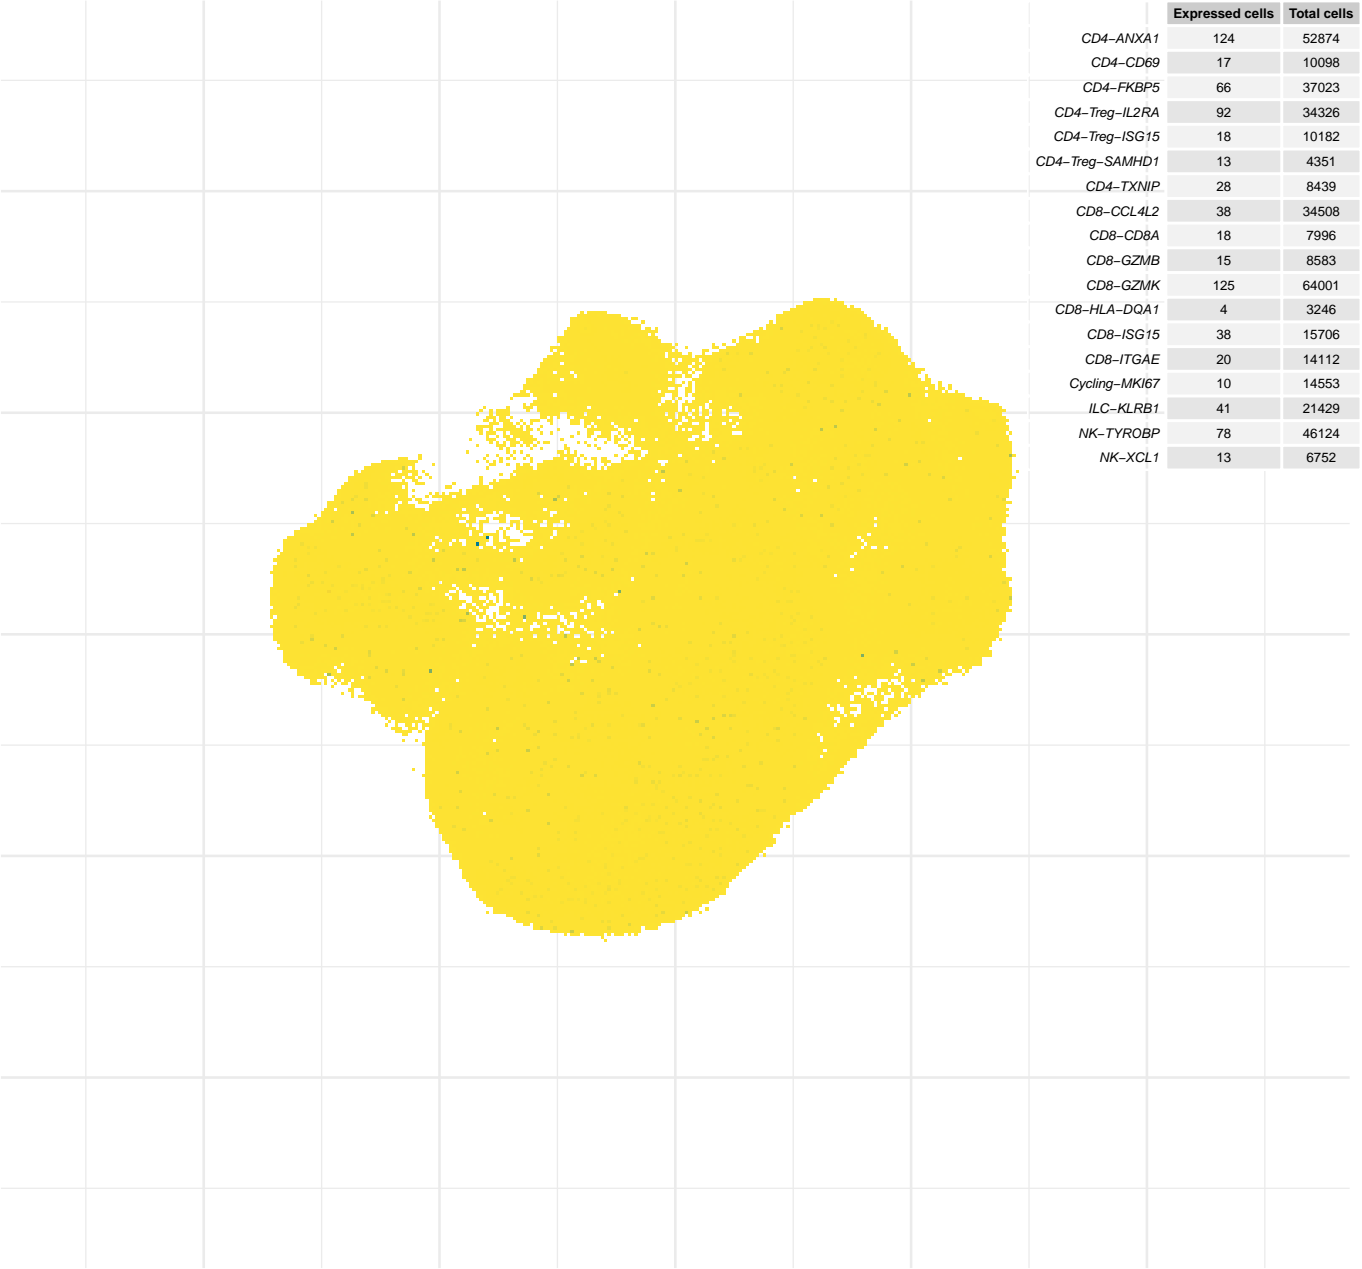 Expressed cells Total cells
CD4−ANXA1 124 52874
CD4−CD69 17 10098
CD4−FKBP5 66 37023
CD4−Treg−IL2RA 92 34326
CD4−Treg−ISG15 18 10182
CD4−Treg−SAMHD1 13 4351
CD4−TXNIP 28 8439
CD8−CCL4L2 38 34508
CD8−CD8A 18 7996
CD8−GZMB 15 8583
CD8−GZMK 125 64001
CD8−HLA−DQA1 4 3246
CD8−ISG15 38 15706
CD8−ITGAE 20 14112
Cycling−MKI67 10 14553
ILC−KLRB1 41 21429
NK−TYROBP 78 46124
NK−XCL1 13 6752